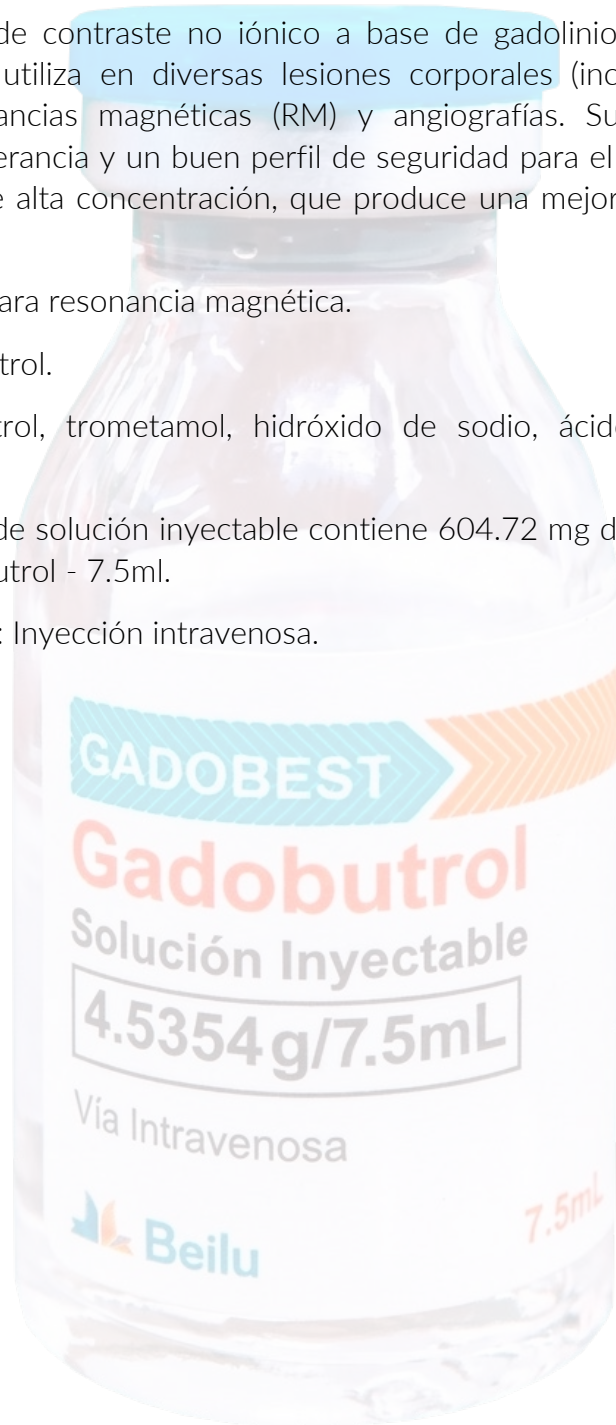 de contraste no iónico a base de gadolinio
utiliza en diversas lesiones corporales (inc
ancias magnéticas (RM) y angiografías. Su
erancia y un buen perfil de seguridad para el
e alta concentración, que produce una mejor
ara resonancia magnética.
trol.
trol, trometamol, hidróxido de sodio, ácid
de solución inyectable contiene 604.72 mg d
utrol - 7.5ml.
: Inyección intravenosa.
GADOBEST
Gadobutrol
Solución Inyectable
4.5354 g/7.5mL
Vía Intravenosa
7.5mL
Beilu